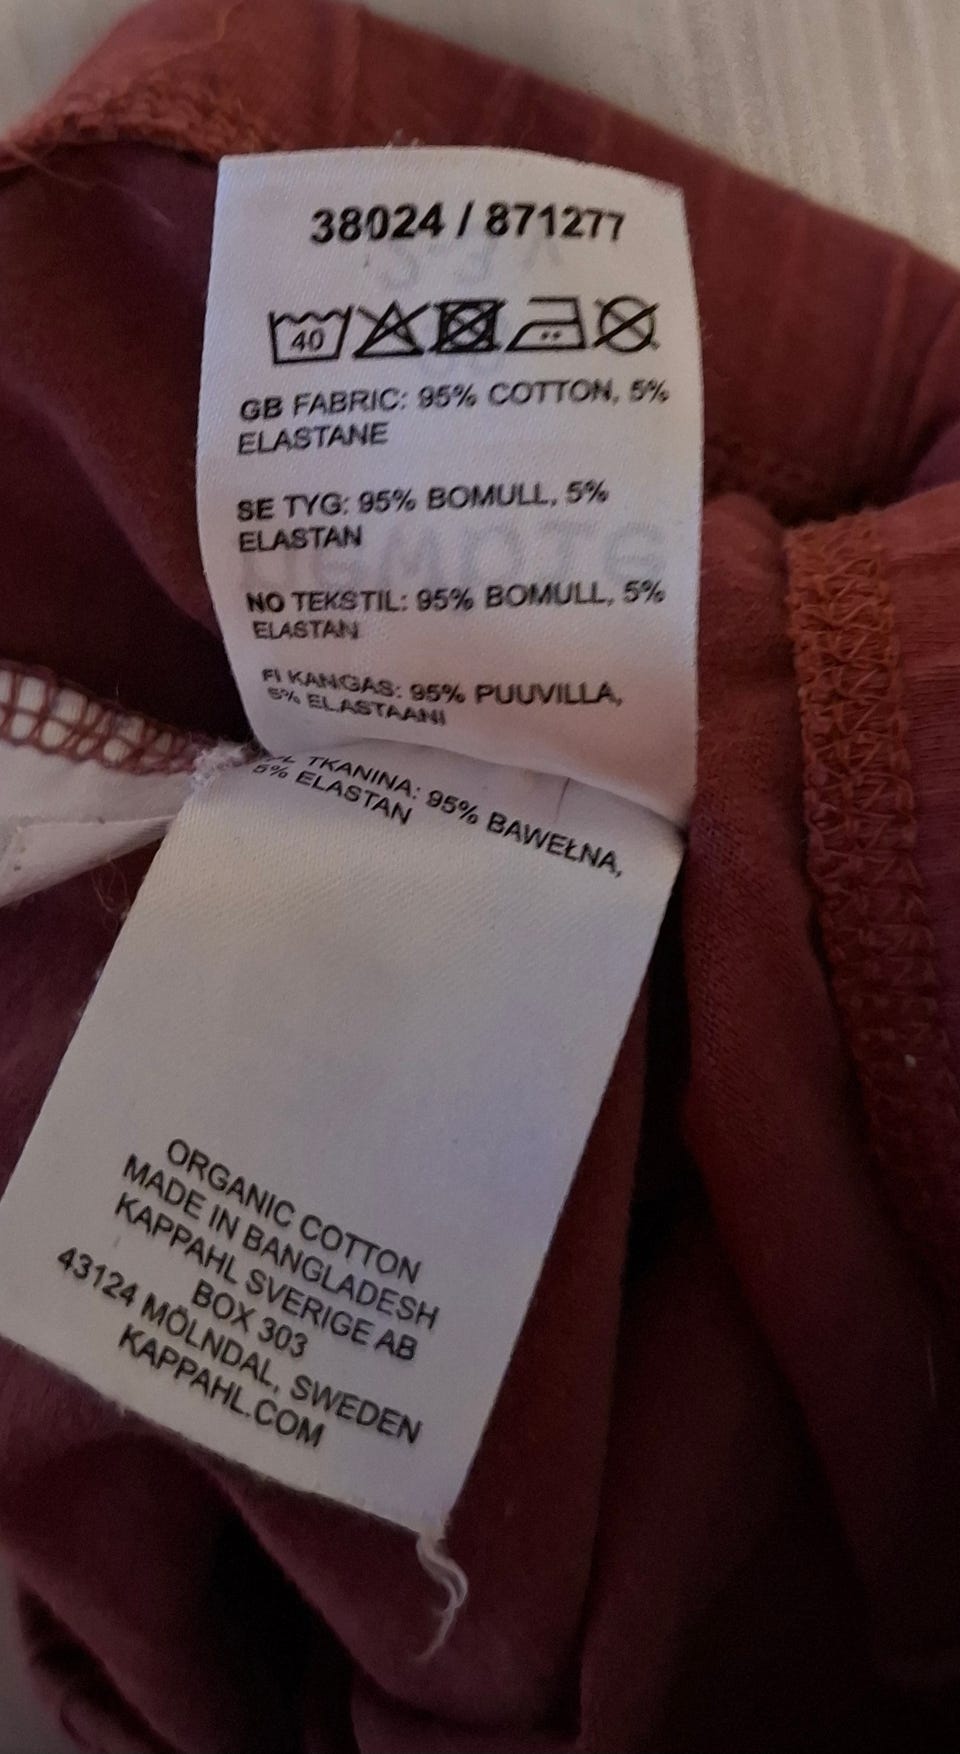 38024 / 871277
40
GB FABRIC: 95% COTTON, 5%
ELASTANE
SE TYG: 95% BOMULL, 5%
ELASTAN
NO TEKSTIL: 95% BOMULL, 5%
ELASTAN
FI KANGAS: 95% PUUVILLA,
5% ELASTAANI
TKANINA: 95% BAWEŁNA,
5% ELASTAN
ORGANIC COTTON
MADE IN BANGLADESH
KAPPAHL SVERIGE AB
BOX 303
43124 MÖLNDAL, SWEDEN
KAPPAHL.COM